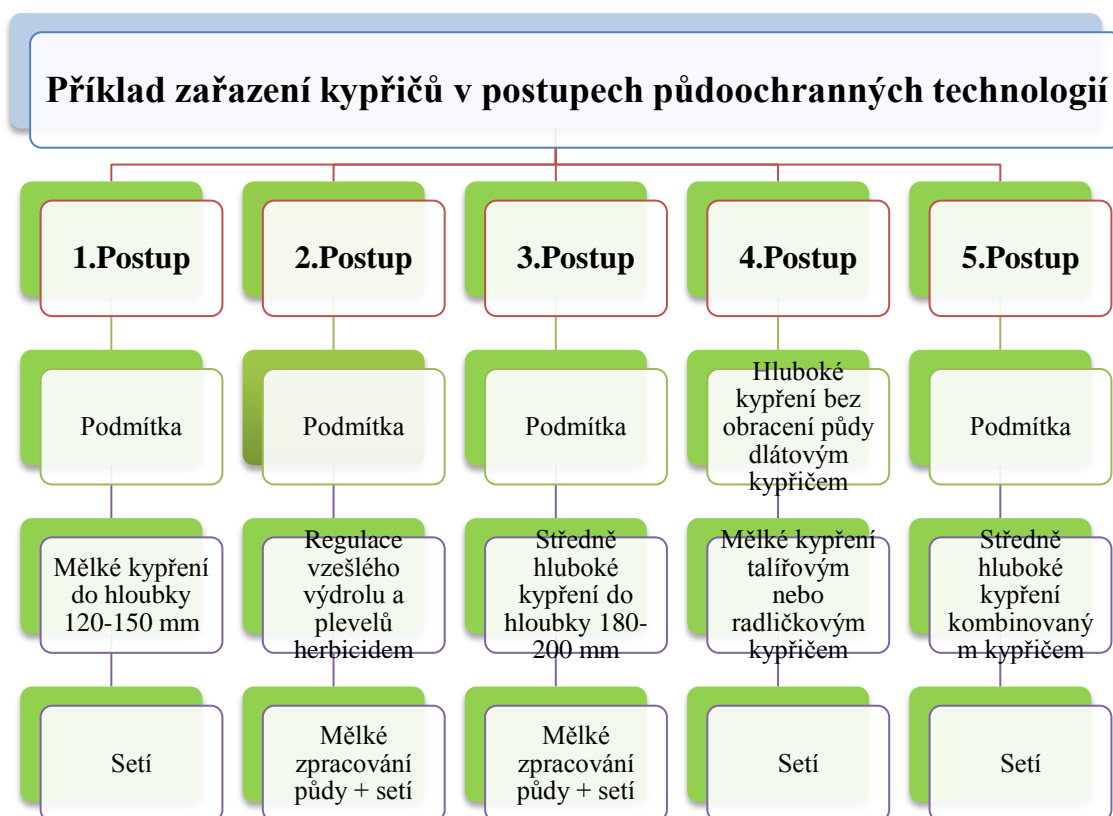 Příklad zařazení kypřičů v postupech půdoochranných technologií
1.Postup
2.Postup
3.Postup
4.Postup
5.Postup
Podmítka
Podmítka
Podmítka
Hluboké
kypření bez
obracení půdy
dlátovým
kypřičem
Podmítka
Mělké kypření
do hloubky
120-150 mm
Regulace
vzešlého
výdrolu a
plevelů
herbicidem
Středně
hluboké
kypření do
hloubky 180-
200 mm
Mělké kypření
talířovým
nebo
radličkovým
kypřičem
Středně
hluboké
kypření
kombinovaný
m kypřičem
Setí
Mělké
zpracování
půdy + setí
Mělké
zpracování
půdy + setí
Setí
Setí